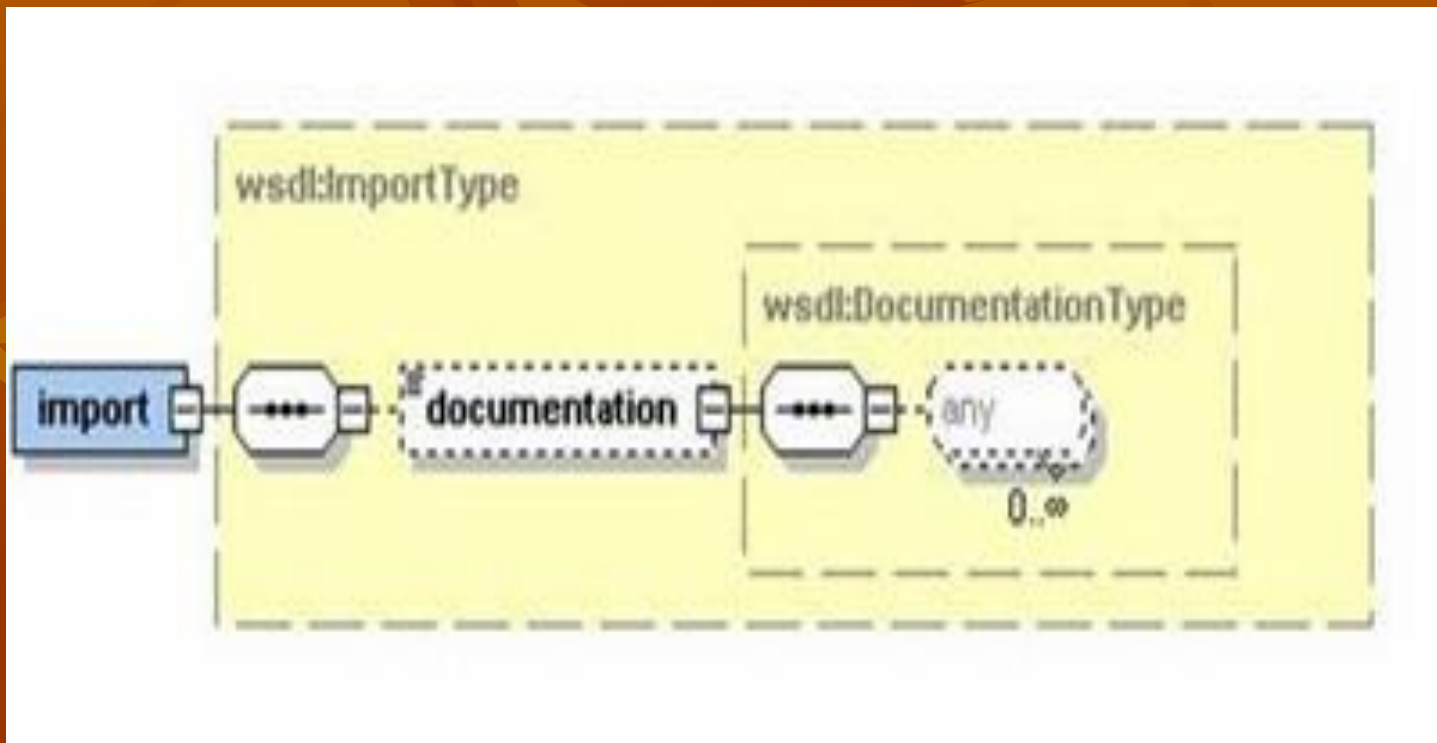 wsdl:ImportType
wsdl:DocumentationType
import
documentation
any
0..∞